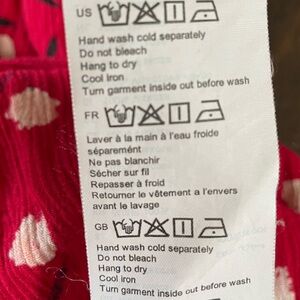 US
Hand wash cold separately
Do not bleach
Hang to dry
Cool iron
Turn garment inside out before wash
FR
Laver à la main à l'eau froide
séparemént
Ne pas blanchir
Sécher sur fil
Repasser à froid
Retourner le vêtement a l'envers
avant le lavage
GB
Hand wash cold separately
Do not bleach
Hang to dry
Cool iron
Turn garment inside out before wash